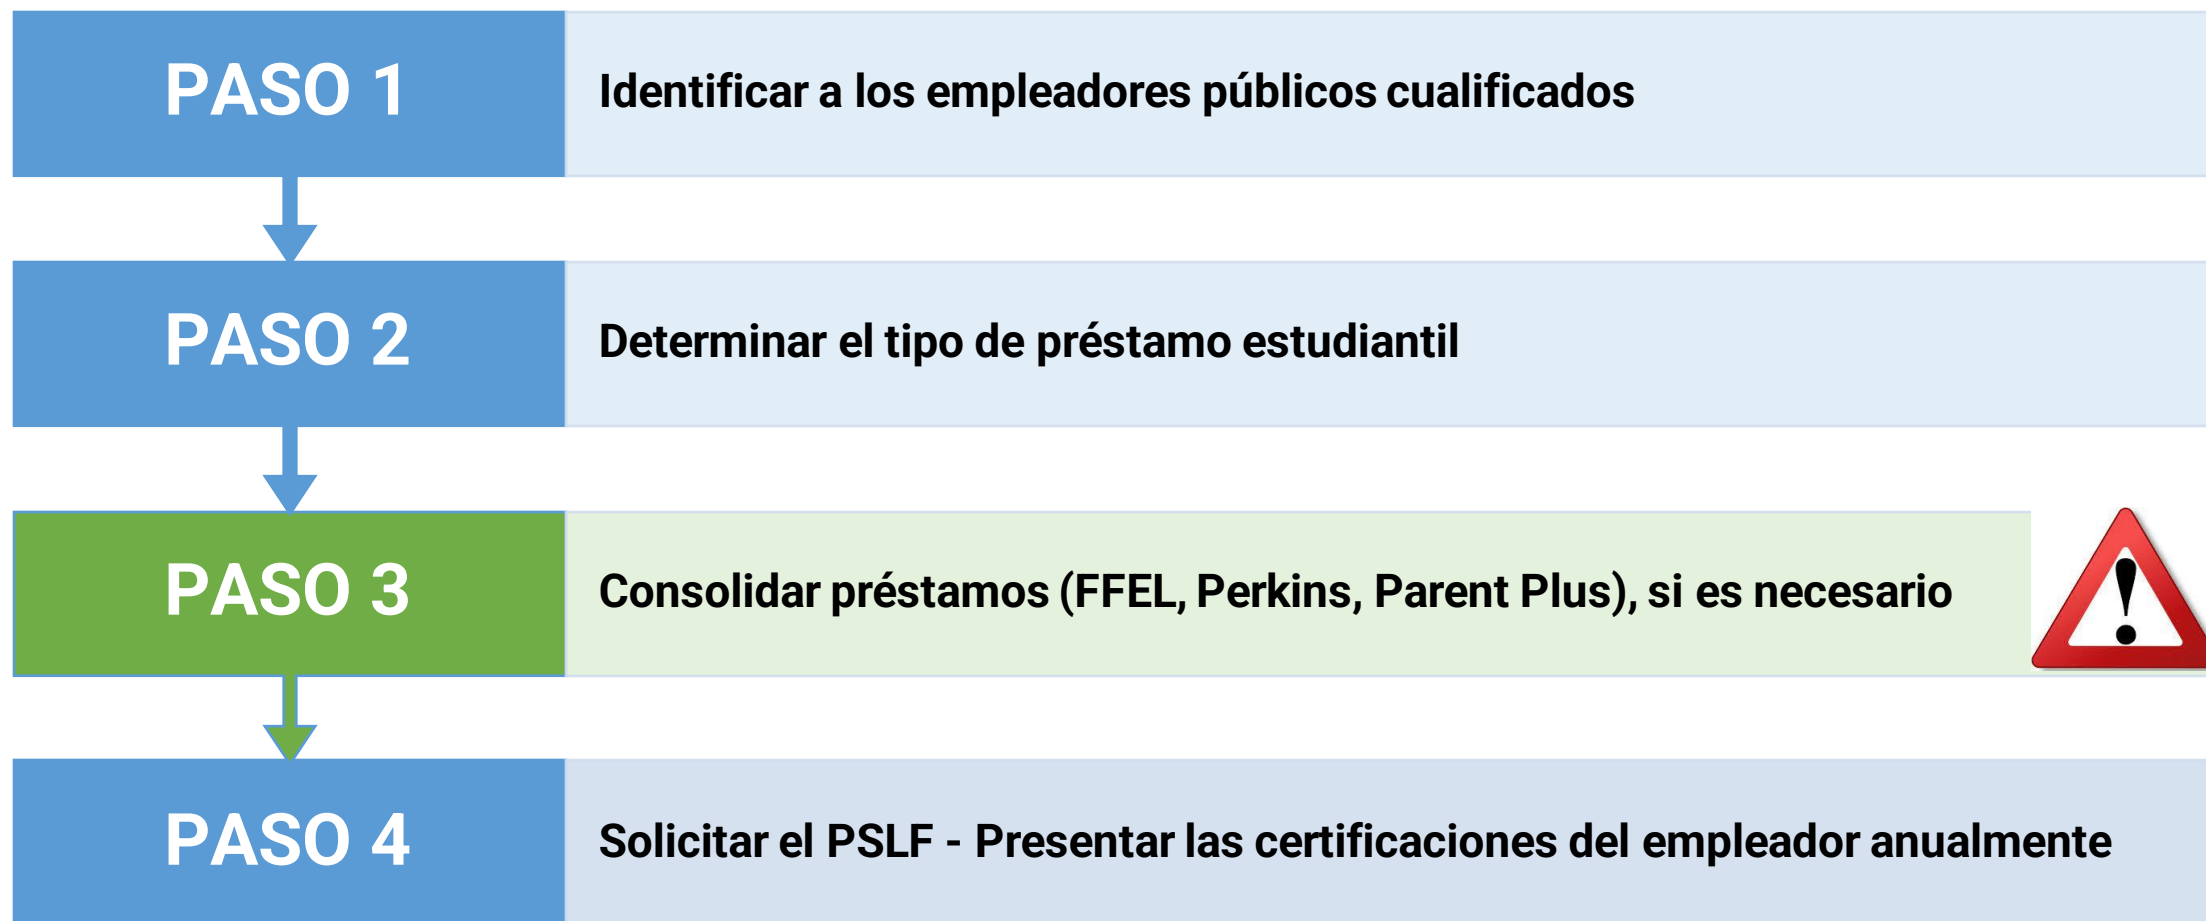 PASO 1
Identificar a los empleadores públicos cualificados
PASO 2
Determinar el tipo de préstamo estudiantil
PASO 3
Consolidar préstamos (FFEL, Perkins, Parent Plus), si es necesario
PASO 4
Solicitar el PSLF - Presentar las certificaciones del empleador anualmente